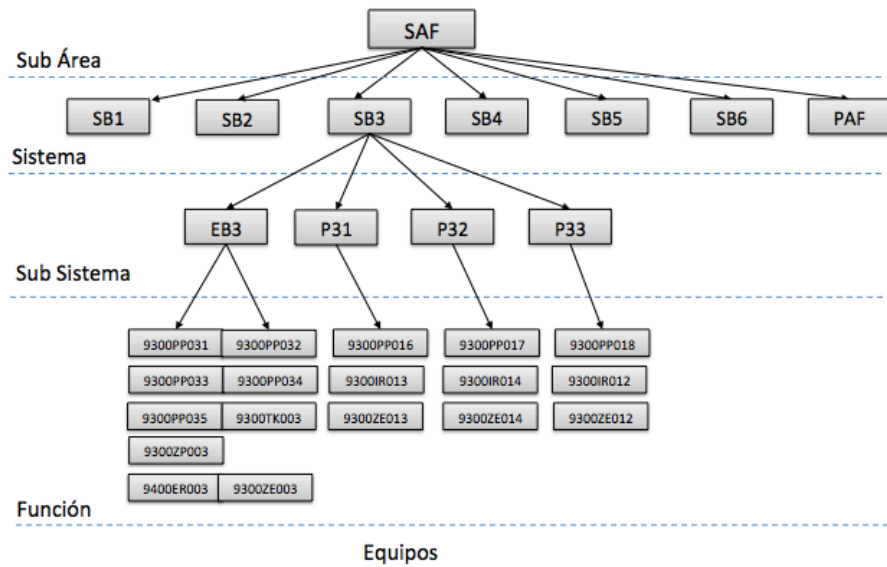 SAF
Sub Área
SB1 SB2 SB3 SB4 SB5 SB6 PAF
Sistema
EB3 P31 P32 P33
Sub Sistema
9300PP031 9300PP032 9300PP016 9300PP017 9300PP018
9300PP033 9300PP034 9300IR013 9300IR014 9300IR012
9300PP035 9300TK003 9300ZE013 9300ZE014 9300ZE012
9300ZP003
9400ER003 9300ZE003
Función
Equipos